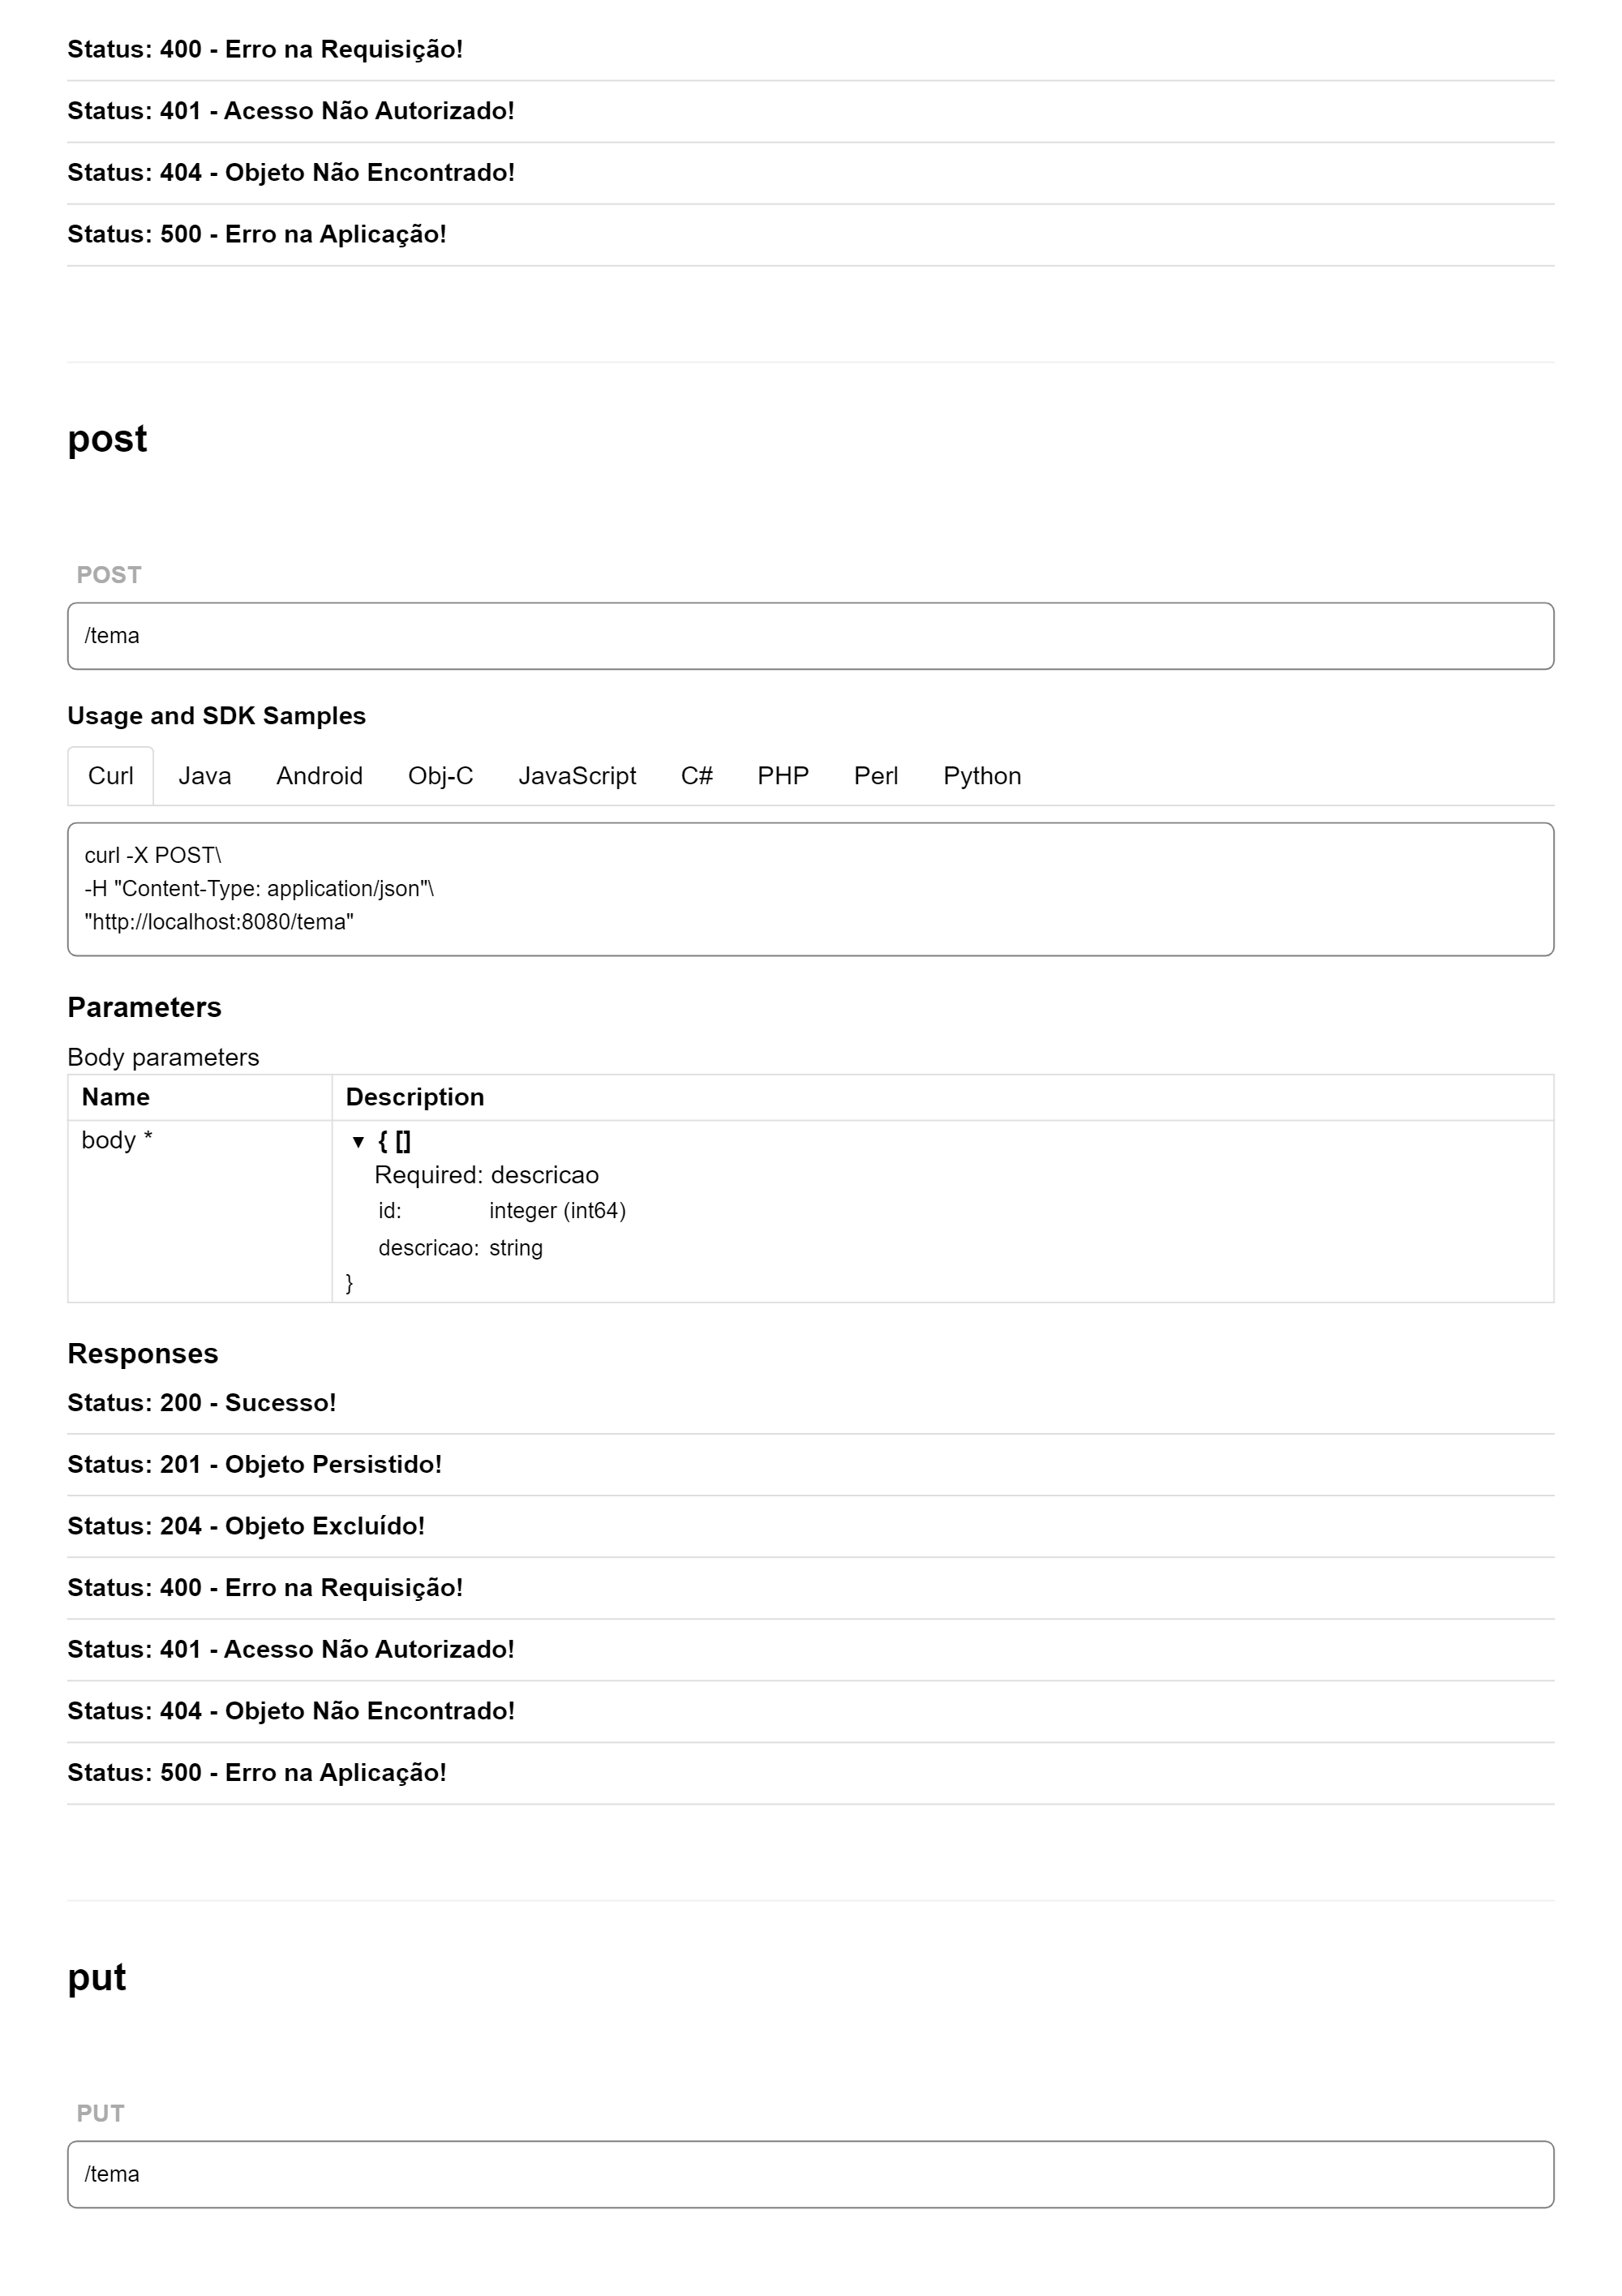 Status: 400 - Erro na Requisição!
Status: 401 - Acesso Não Autorizado!
Status: 404 - Objeto Não Encontrado!
Status: 500 - Erro na Aplicação!
post
POST
/tema
Usage and SDK Samples
Curl Java Android Obj-C JavaScript C# PHP Perl Python
curl -X POST\
-H "Content-Type: application/json"\
"http://localhost:8080/tema"
Parameters
Body parameters
Name Description
body * ▼ { []
Required: descricao
id: integer (int64)
descricao: string
}
Responses
Status: 200 - Sucesso!
Status: 201 - Objeto Persistido!
Status: 204 - Objeto Excluído!
Status: 400 - Erro na Requisição!
Status: 401 - Acesso Não Autorizado!
Status: 404 - Objeto Não Encontrado!
Status: 500 - Erro na Aplicação!
put
PUT
/tema